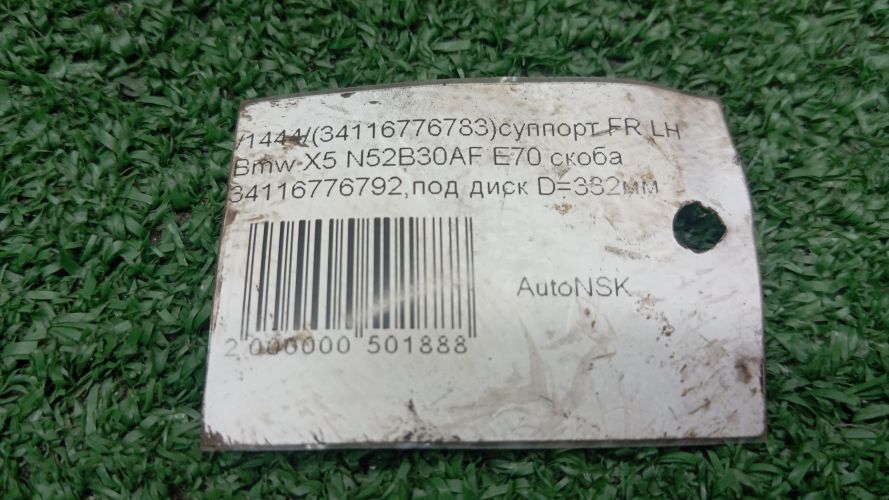 /1444/(34116776783)суппорт FR LH
Bmw X5 N52B30AF E70 скоба
34116776792,под диск D=332мм
AutoNSK
2 000000 501888